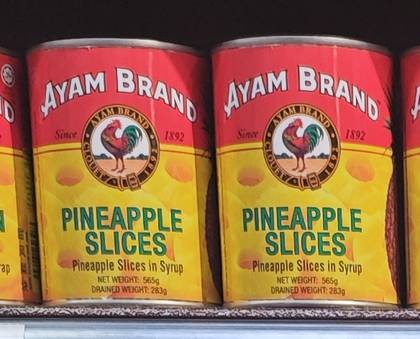 AYAM BRAND
AYAM BRAND
Since 1892
PINEAPPLE
SLICES
Pineapple Slices in Syrup
NET WEIGHT: 565g
DRAINED WEIGHT: 283g
AYAM BRAND
AYAM BRAND
Since 1892
PINEAPPLE
SLICES
Pineapple Slices in Syrup
NET WEIGHT: 565g
DRAINED WEIGHT: 283g